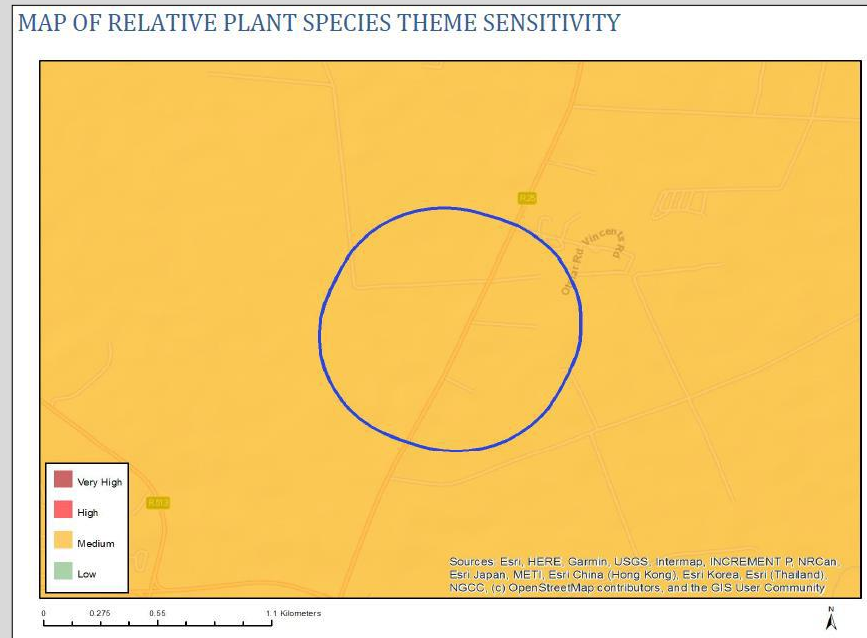 MAP OF RELATIVE PLANT SPECIES THEME SENSITIVITY
R25
Vincents Rd
Rd
Very High
High
Medium
Low
Sources: Esri, HERE, Garmin, USGS, Intermap, INCREMENT P, NRCan,
Esri Japan, METI, Esri China (Hong Kong), Esri Korea, Esri (Thailand),
NGCC, (c) OpenStreetMap contributors, and the GIS User Community
0 0.275 0.55 1.1 Kilometers
N